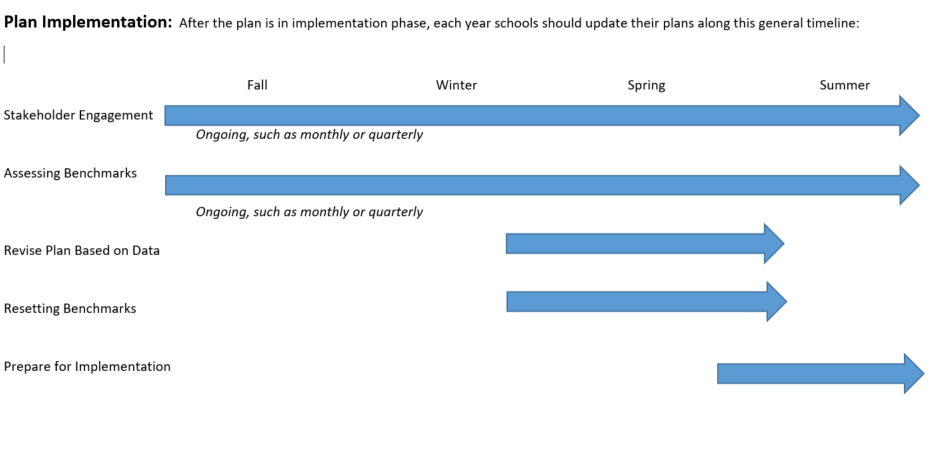 Plan Implementation: After the plan is in implementation phase, each year schools should update their plans along this general timeline:
Fall Winter Spring Summer
Stakeholder Engagement
Ongoing, such as monthly or quarterly
Assessing Benchmarks
Ongoing, such as monthly or quarterly
Revise Plan Based on Data
Resetting Benchmarks
Prepare for Implementation